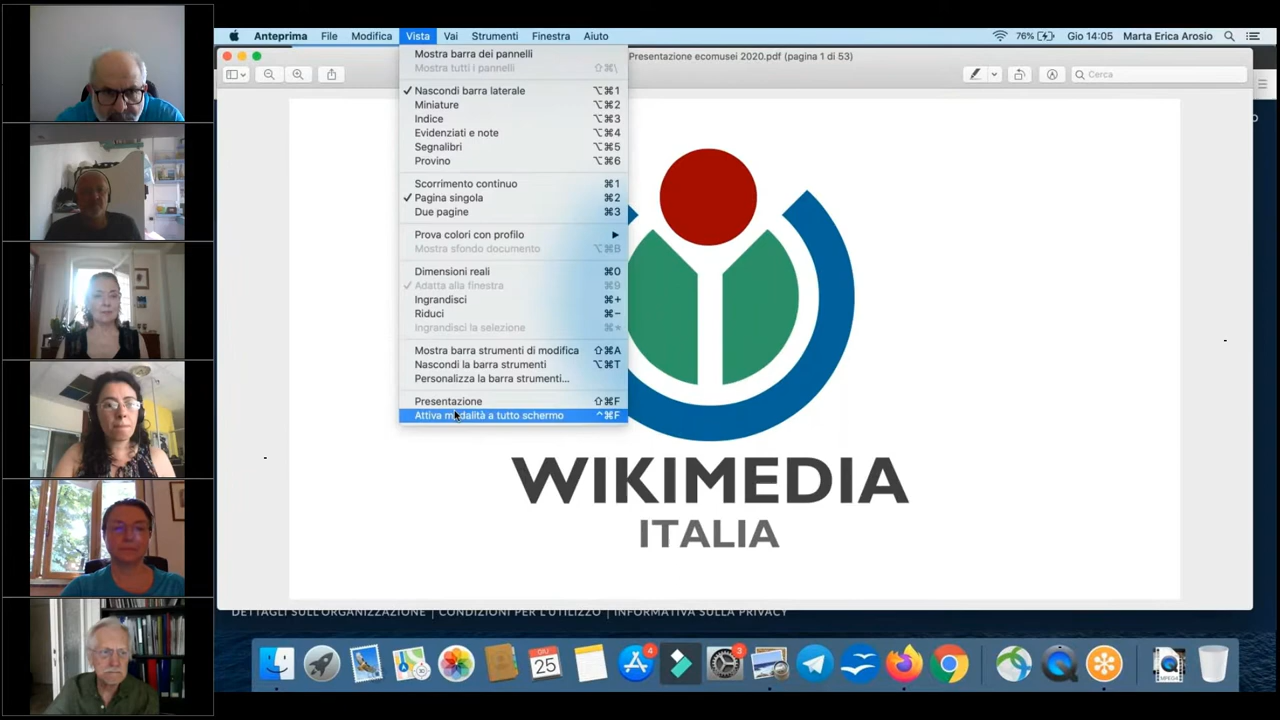 Anteprima File Modifica Vista Vai Strumenti Finestra Aiuto 76% Gio 14:05 Marta Erica Arosio
Presentazione ecomusei 2020.pdf (pagina 1 di 53)
Cerca
Mostra barra dei pannelli
Mostra tutti i pannelli ⇧⌘\
✓ Nascondi barra laterale ⌥⌘1
Miniature ⌥⌘2
Indice ⌥⌘3
Evidenziati e note ⌥⌘4
Segnalibri ⌥⌘5
Provino ⌥⌘6
Scorrimento continuo ⌘1
✓ Pagina singola ⌘2
Due pagine ⌘3
Prova colori con profilo ▶
Mostra sfondo documento ⌥⌘B
Dimensioni reali ⌘0
✓ Adatta alla finestra ⌘9
Ingrandisci ⌘+
Riduci ⌘−
Ingrandisci la selezione ⌘*
Mostra barra strumenti di modifica ⇧⌘A
Nascondi la barra strumenti ⌥⌘T
Personalizza la barra strumenti...
Presentazione ⇧⌘F
Attiva modalità a tutto schermo ^⌘F
WIKIMEDIA
ITALIA
DETTAGLI SULL'ORGANIZZAZIONE | CONDIZIONI PER L'UTILIZZO | INFORMATIVA SULLA PRIVACY
GIU
25
4
3
MPEG4